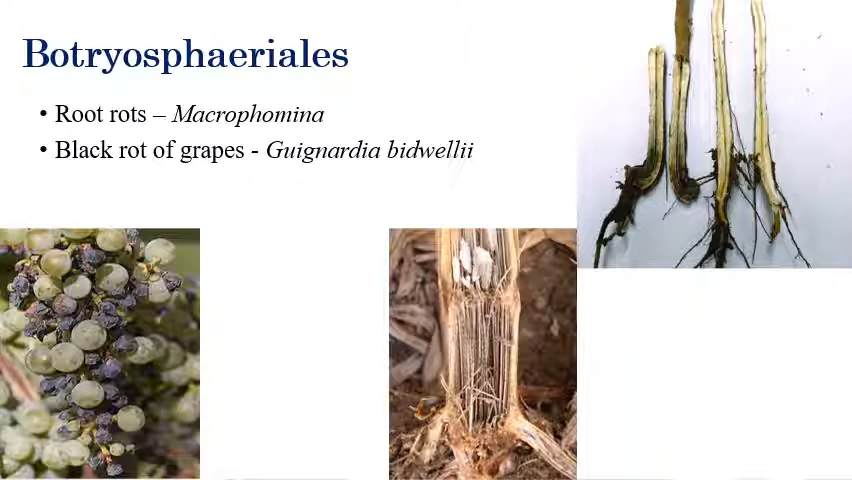 Botryosphaeriales
• Root rots – Macrophomina
• Black rot of grapes - Guignardia bidwellii